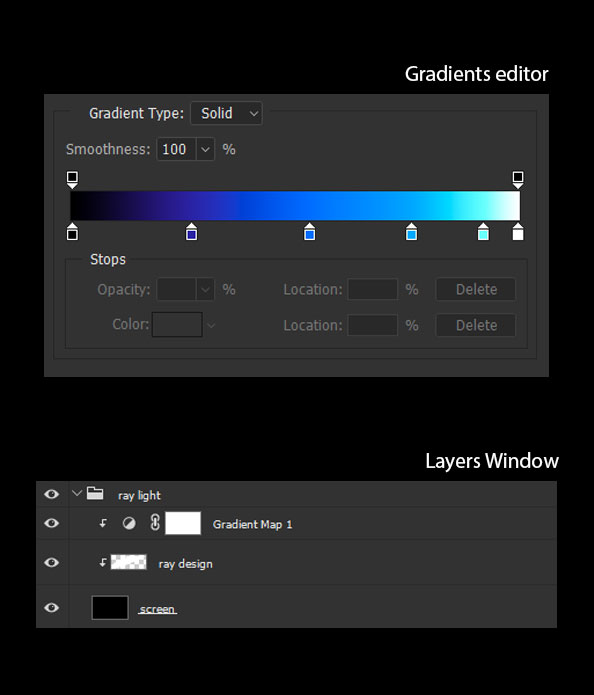 Gradients editor
Gradient Type: Solid
Smoothness: 100 %
Stops
Opacity: % Location: % Delete
Color: Location: % Delete
Layers Window
ray light
Gradient Map 1
ray design
screen